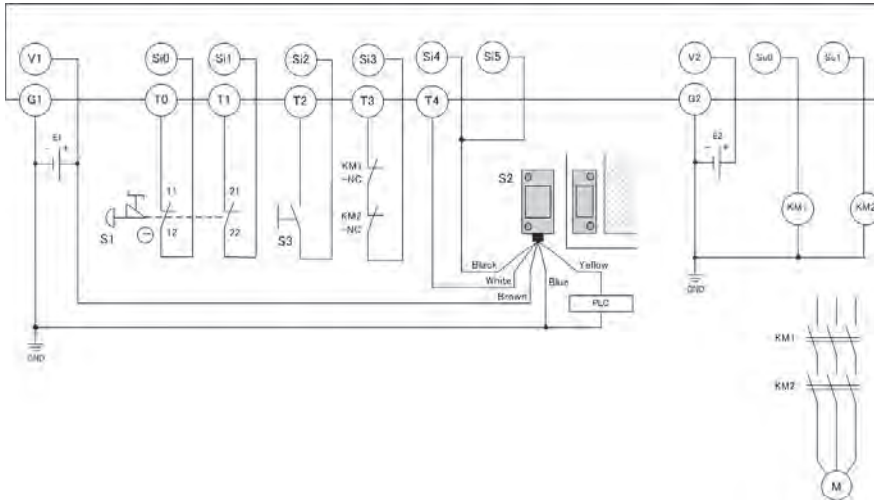 V1
Si0
Si1
Si2
Si3
Si4
Si5
V2
So0
So1
G1
T0
T1
T2
T3
T4
G2
E1
- +
E2
- +
KM1
-NC
KM2
-NC
S1
11
12
21
22
S3
S2
KM1
KM2
Black
White
Brown
Blue
Yellow
PLC
GND
GND
KM1
KM2
M